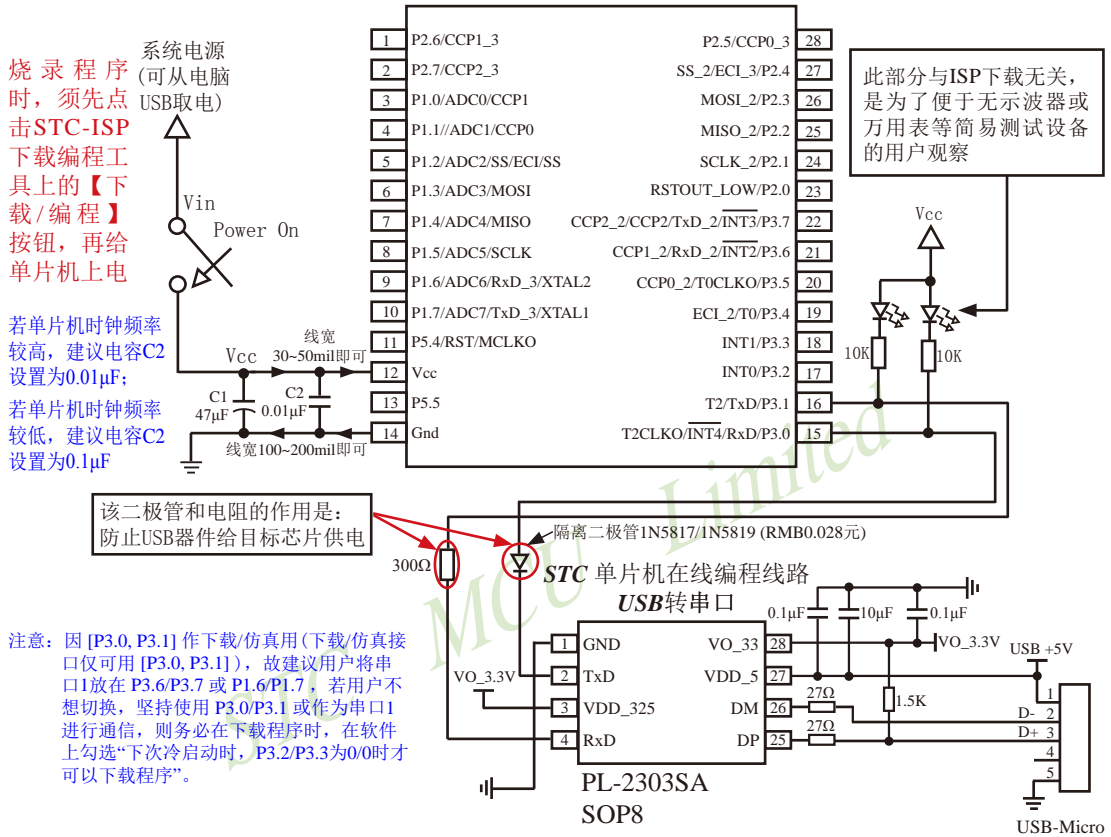 烧录程序
时，须先点
击STC-ISP
下载编程工
具上的【下
载/编程】
按钮，再给
单片机上电
系统电源
(可从电脑
USB取电)
Vin
Power On
若单片机时钟频率
较高，建议电容C2
设置为0.01μF；
若单片机时钟频率
较低，建议电容C2
设置为0.1μF
Vcc
线宽
30~50mil即可
C1
47μF
C2
0.01μF
线宽100~200mil即可
1 P2.6/CCP1_3
2 P2.7/CCP2_3
3 P1.0/ADC0/CCP1
4 P1.1//ADC1/CCP0
5 P1.2/ADC2/SS/ECI/SS
6 P1.3/ADC3/MOSI
7 P1.4/ADC4/MISO
8 P1.5/ADC5/SCLK
9 P1.6/ADC6/RxD_3/XTAL2
10 P1.7/ADC7/TxD_3/XTAL1
11 P5.4/RST/MCLKO
12 Vcc
13 P5.5
14 Gnd
P2.5/CCP0_3 28
SS_2/ECI_3/P2.4 27
MOSI_2/P2.3 26
MISO_2/P2.2 25
SCLK_2/P2.1 24
RSTOUT_LOW/P2.0 23
CCP2_2/CCP2/TxD_2/INT3/P3.7 22
CCP1_2/RxD_2/INT2/P3.6 21
CCP0_2/T0CLKO/P3.5 20
ECI_2/T0/P3.4 19
INT1/P3.3 18
INT0/P3.2 17
T2/TxD/P3.1 16
T2CLKO/INT4/RxD/P3.0 15
此部分与ISP下载无关，
是为了便于无示波器或
万用表等简易测试设备
的用户观察
Vcc
10K
10K
该二极管和电阻的作用是：
防止USB器件给目标芯片供电
300Ω
隔离二极管1N5817/1N5819 (RMB0.028元)
STC 单片机在线编程线路
USB转串口
注意：因 [P3.0, P3.1] 作下载/仿真用(下载/仿真接
口仅可用 [P3.0, P3.1] )，故建议用户将串
口1放在 P3.6/P3.7 或 P1.6/P1.7，若用户不
想切换，坚持使用 P3.0/P3.1 或作为串口1
进行通信，则务必在下载程序时，在软件
上勾选“下次冷启动时，P3.2/P3.3为0/0时才
可以下载程序”。
VO_3.3V
1 GND
2 TxD
3 VDD_325
4 RxD
VO_33 28
VDD_5 27
DM 26
DP 25
PL-2303SA
SOP8
0.1μF
10μF
0.1μF
VO_3.3V
27Ω
27Ω
1.5K
USB +5V
1
D- 2
D+ 3
4
5
USB-Micro
STC MCU Limited